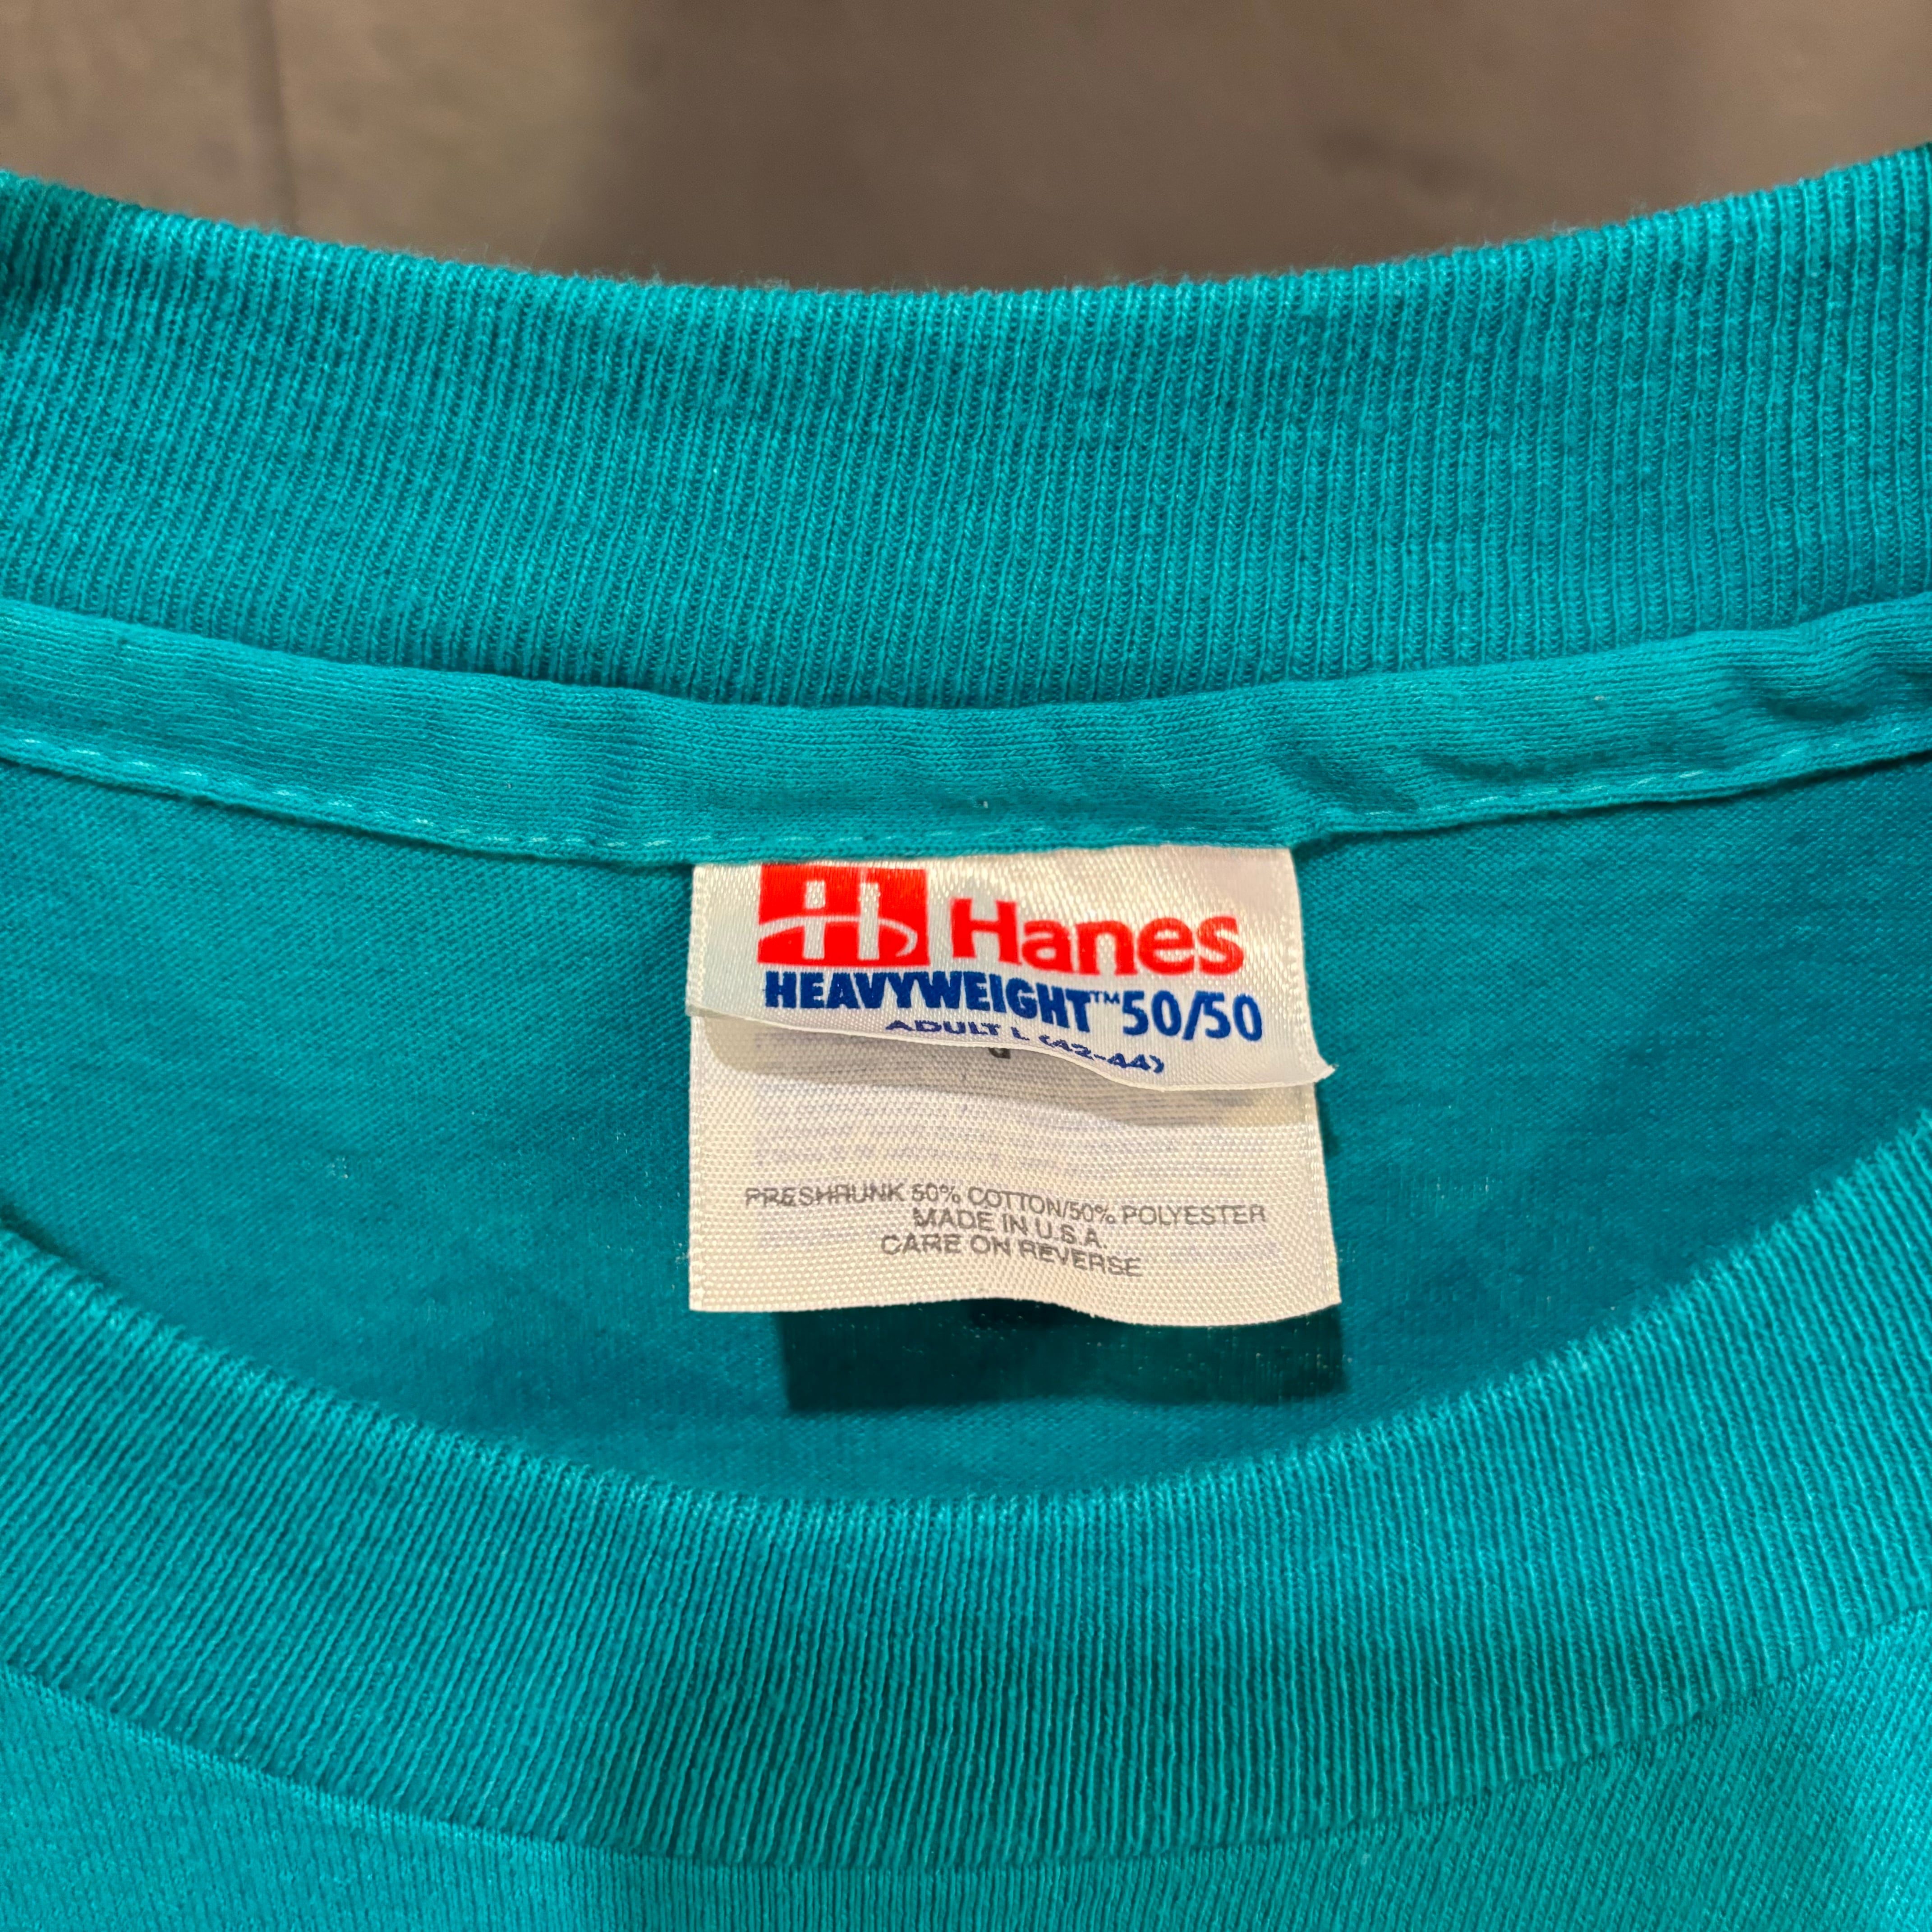 Hanes
HEAVYWEIGHT™50/50
ADULT L (42-44)
PRESHRUNK 50% COTTON/50% POLYESTER
MADE IN U.S.A.
CARE ON REVERSE